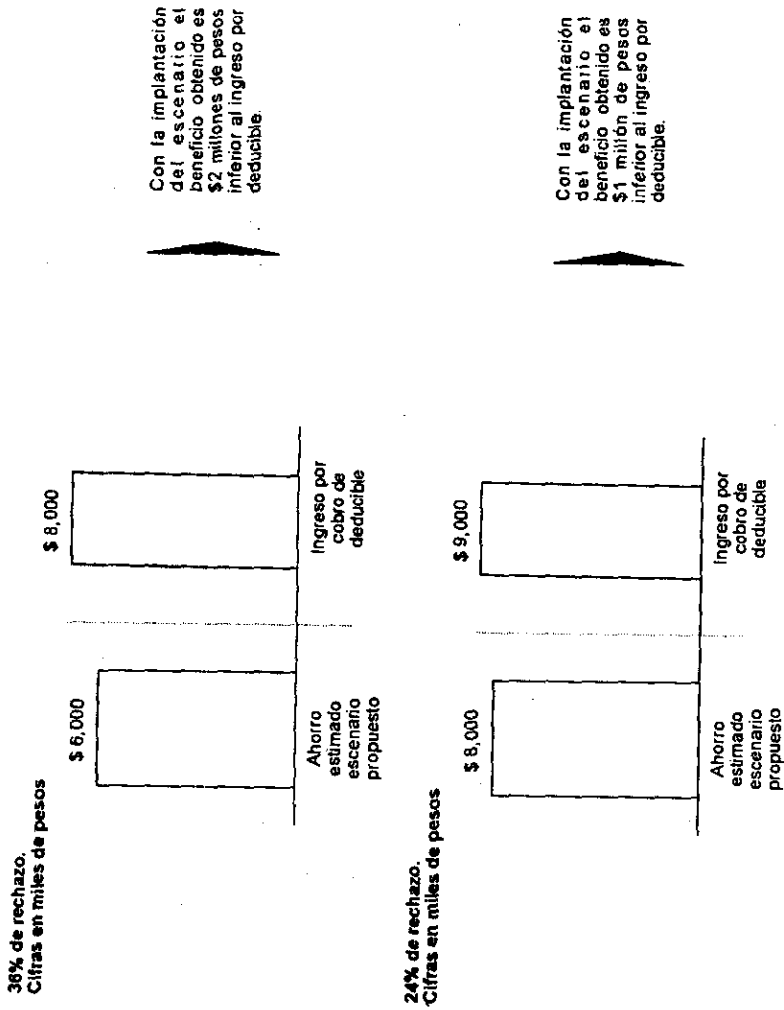 36% de rechazo.
Cifras en miles de pesos
$ 6,000
$ 8,000
Ahorro
estimado
escenario
propuesto
Ingreso por
cobro de
deducible
Con la implantación
del escenario el
beneficio obtenido es
$2 millones de pesos
inferior al ingreso por
deducible.
24% de rechazo.
Cifras en miles de pesos
$ 8,000
$ 9,000
Ahorro
estimado
escenario
propuesto
Ingreso por
cobro de
deducible
Con la implantación
del escenario el
beneficio obtenido es
$1 millón de pesos
inferior al ingreso por
deducible.